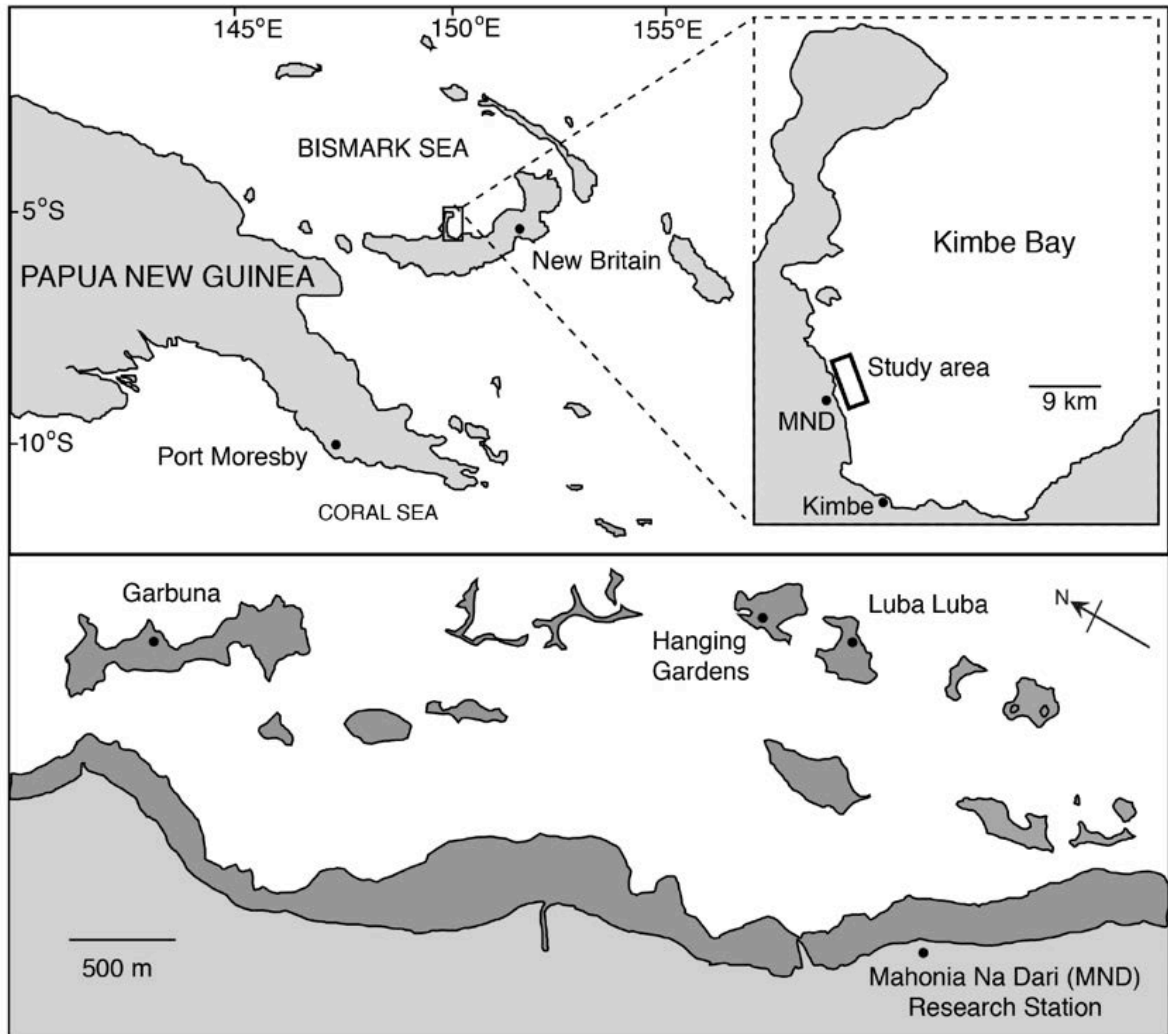 145°E 150°E 155°E
BISMARK SEA
5°S
PAPUA NEW GUINEA
New Britain
Port Moresby
10°S
CORAL SEA
Kimbe Bay
Study area
9 km
MND
Kimbe
Garbuna
Hanging
Gardens
Luba Luba
N
500 m
Mahonia Na Dari (MND)
Research Station